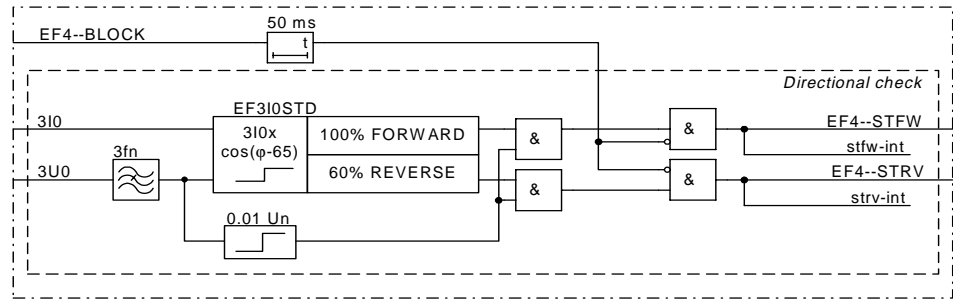 50 ms
EF4--BLOCK
t
Directional check
EF3I0STD
3I0
3I0x
cos(φ-65)
100% FORWARD
60% REVERSE
&
&
EF4--STFW
stfw-int
3fn
3U0
&
&
EF4--STRV
strv-int
0.01 Un